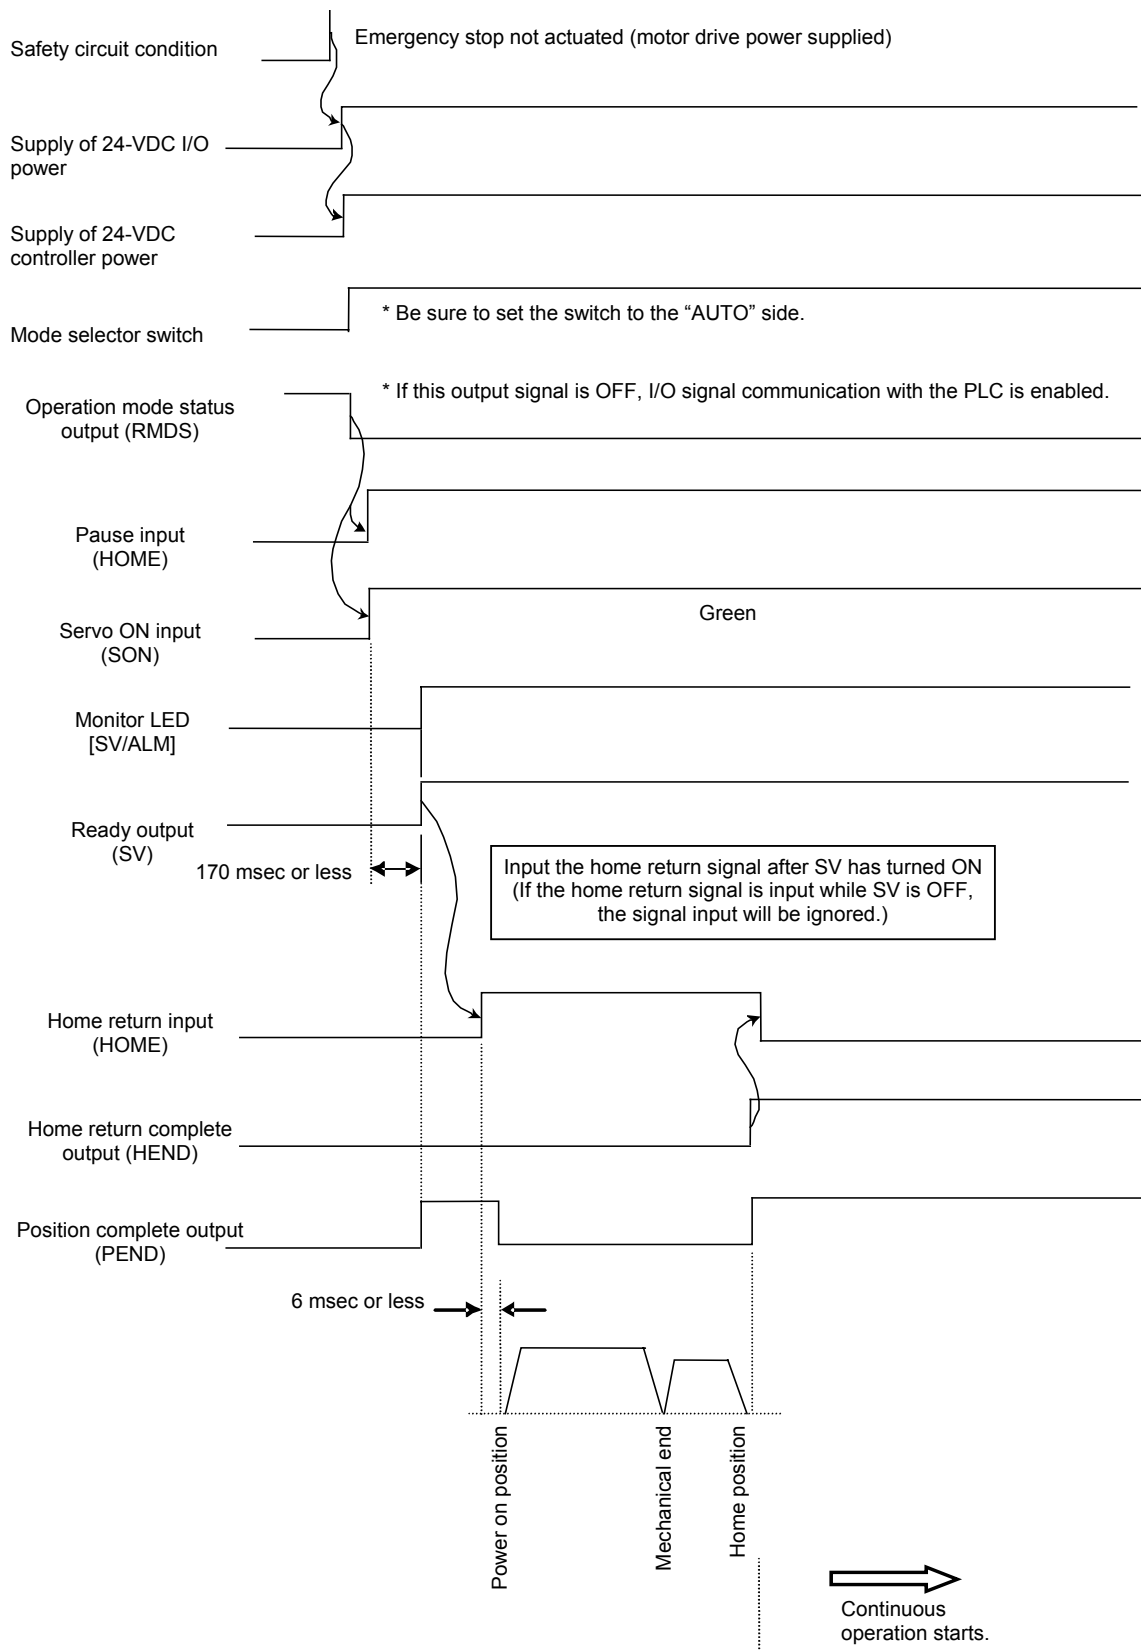 Safety circuit condition
Emergency stop not actuated (motor drive power supplied)
Supply of 24-VDC I/O
power
Supply of 24-VDC
controller power
* Be sure to set the switch to the “AUTO” side.
Mode selector switch
* If this output signal is OFF, I/O signal communication with the PLC is enabled.
Operation mode status
output (RMDS)
Pause input
(HOME)
Green
Servo ON input
(SON)
Monitor LED
[SV/ALM]
Ready output
(SV)
170 msec or less
Input the home return signal after SV has turned ON
(If the home return signal is input while SV is OFF,
the signal input will be ignored.)
Home return input
(HOME)
Home return complete
output (HEND)
Position complete output
(PEND)
6 msec or less
Power on position
Mechanical end
Home position
Continuous
operation starts.